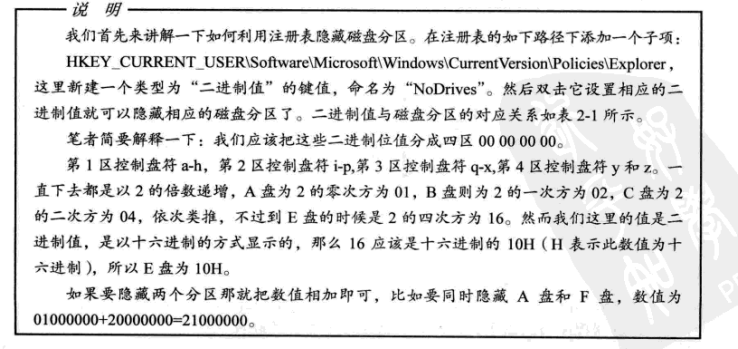 说 明
我们首先来讲解一下如何利用注册表隐藏磁盘分区。在注册表的如下路径下添加一个子项：
HKEY_CURRENT_USER\Software\Microsoft\Windows\CurrentVersion\Policies\Explorer，
这里新建一个类型为“二进制值”的键值，命名为“NoDrives”。然后双击它设置相应的二
进制值就可以隐藏相应的磁盘分区了。二进制值与磁盘分区的对应关系如表 2-1 所示。
笔者简要解释一下：我们应该把这些二进制位值分成四区 00 00 00 00。
第 1 区控制盘符 a-h，第 2 区控制盘符 i-p,第 3 区控制盘符 q-x,第 4 区控制盘符 y 和 z。一
直下去都是以 2 的倍数递增，A 盘为 2 的零次方为 01，B 盘则为 2 的一次方为 02，C 盘为 2
的二次方为 04，依次类推，不过到 E 盘的时候是 2 的四次方为 16。然而我们这里的值是二
进制值，是以十六进制的方式显示的，那么 16 应该是十六进制的 10H（H 表示此数值为十
六进制），所以 E 盘为 10H。
如果要隐藏两个分区那就把数值相加即可，比如要同时隐藏 A 盘和 F 盘，数值为
01000000+20000000=21000000。